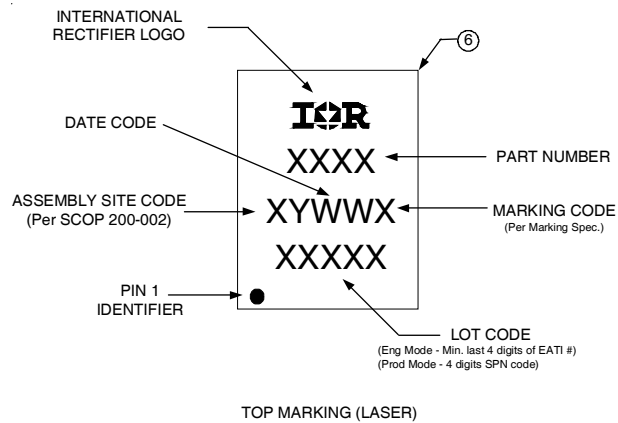 INTERNATIONAL
RECTIFIER LOGO
6
IOR
DATE CODE
XXXX
PART NUMBER
ASSEMBLY SITE CODE
(Per SCOP 200-002)
XYWWX
MARKING CODE
(Per Marking Spec.)
XXXXX
PIN 1
IDENTIFIER
LOT CODE
(Eng Mode - Min. last 4 digits of EATI #)
(Prod Mode - 4 digits SPN code)
TOP MARKING (LASER)